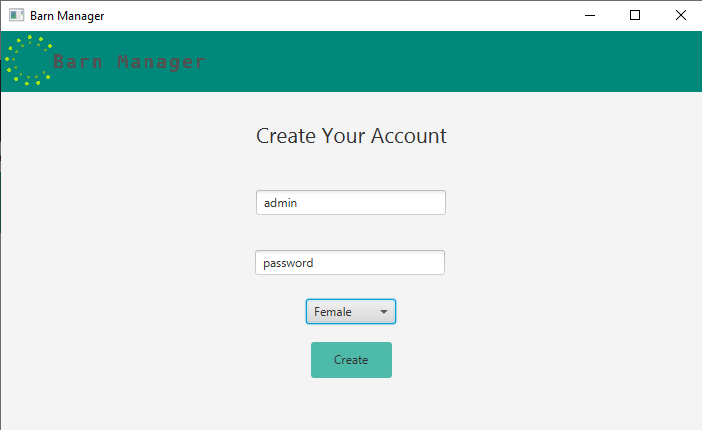 Barn Manager
Barn Manager
Create Your Account
admin
password
Female
Create